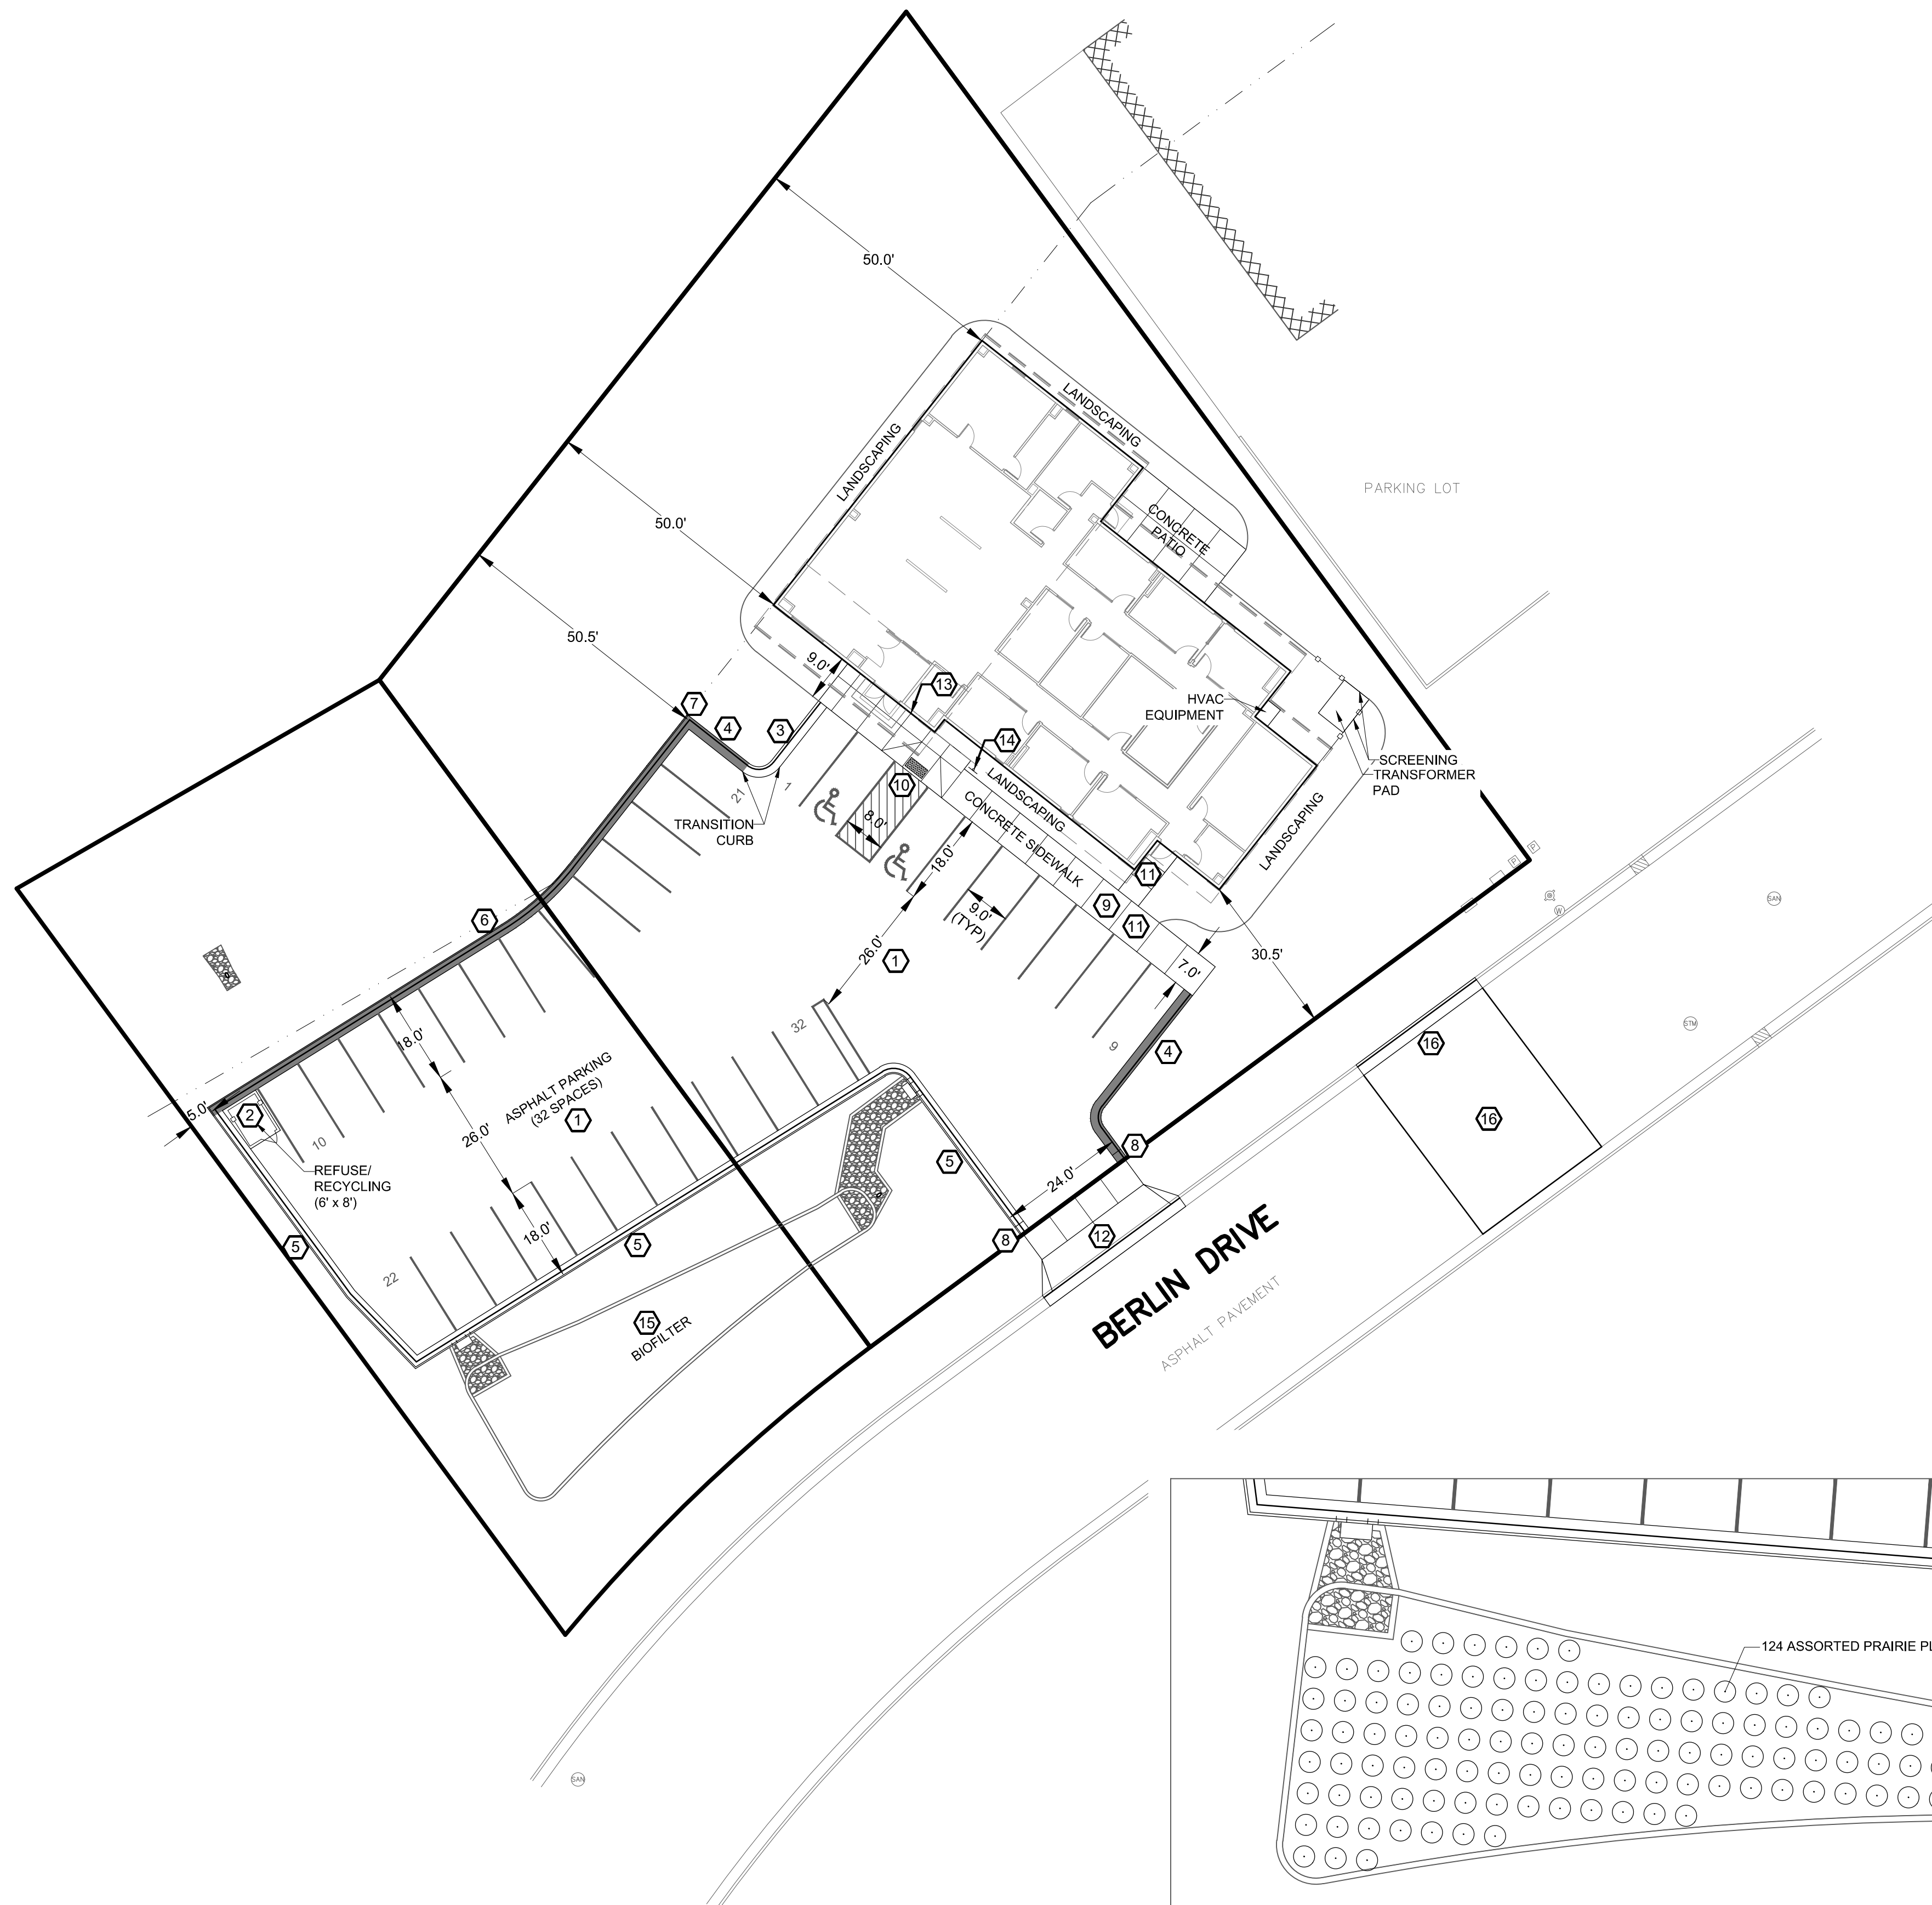 50.0'
LANDSCAPING
LANDSCAPING
PARKING LOT
50.0'
CONCRETE
PATIO
50.5'
9.0'
13
7
4
3
HVAC
EQUIPMENT
14
SCREENING
TRANSFORMER
PAD
10
LANDSCAPING
21
1
TRANSITION
CURB
8.0'
CONCRETE SIDEWALK
LANDSCAPING
18.0'
P
P
11
W
SAN
9
9.0'
(TYP)
11
6
26.0'
1
30.5'
7.0'
STM
32
9
4
16
18.0'
ASPHALT PARKING
(32 SPACES)
1
5.0'
2
10
26.0'
16
REFUSE/
RECYCLING
(6' x 8')
8
5
24.0'
18.0'
5
5
8
12
22
BERLIN DRIVE
ASPHALT PAVEMENT
15
BIOFILTER
124 ASSORTED PRAIRIE
SAN